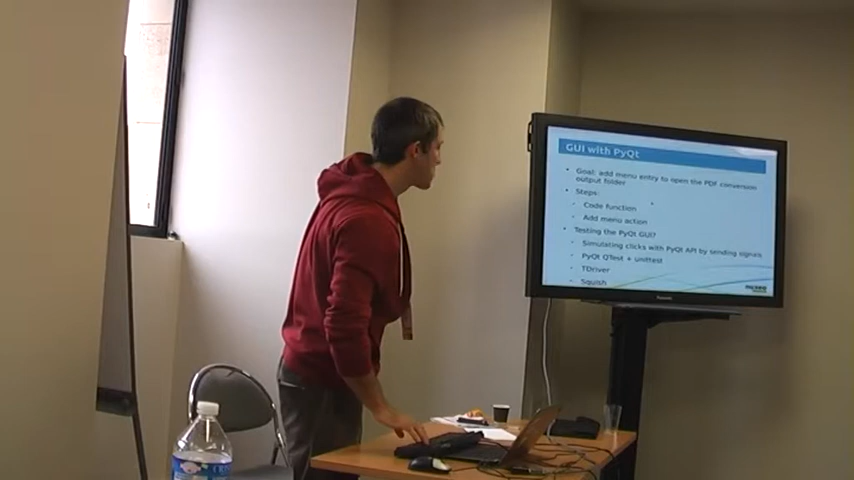 GUI with PyQt
Goal: add menu entry to open the PDF conversion
output folder
Steps:
Code function
Add menu action
Testing the PyQt GUI?
Simulating clicks with PyQt API by sending signals
PyQt QTest + unittest
TDriver
Squish
Panasonic